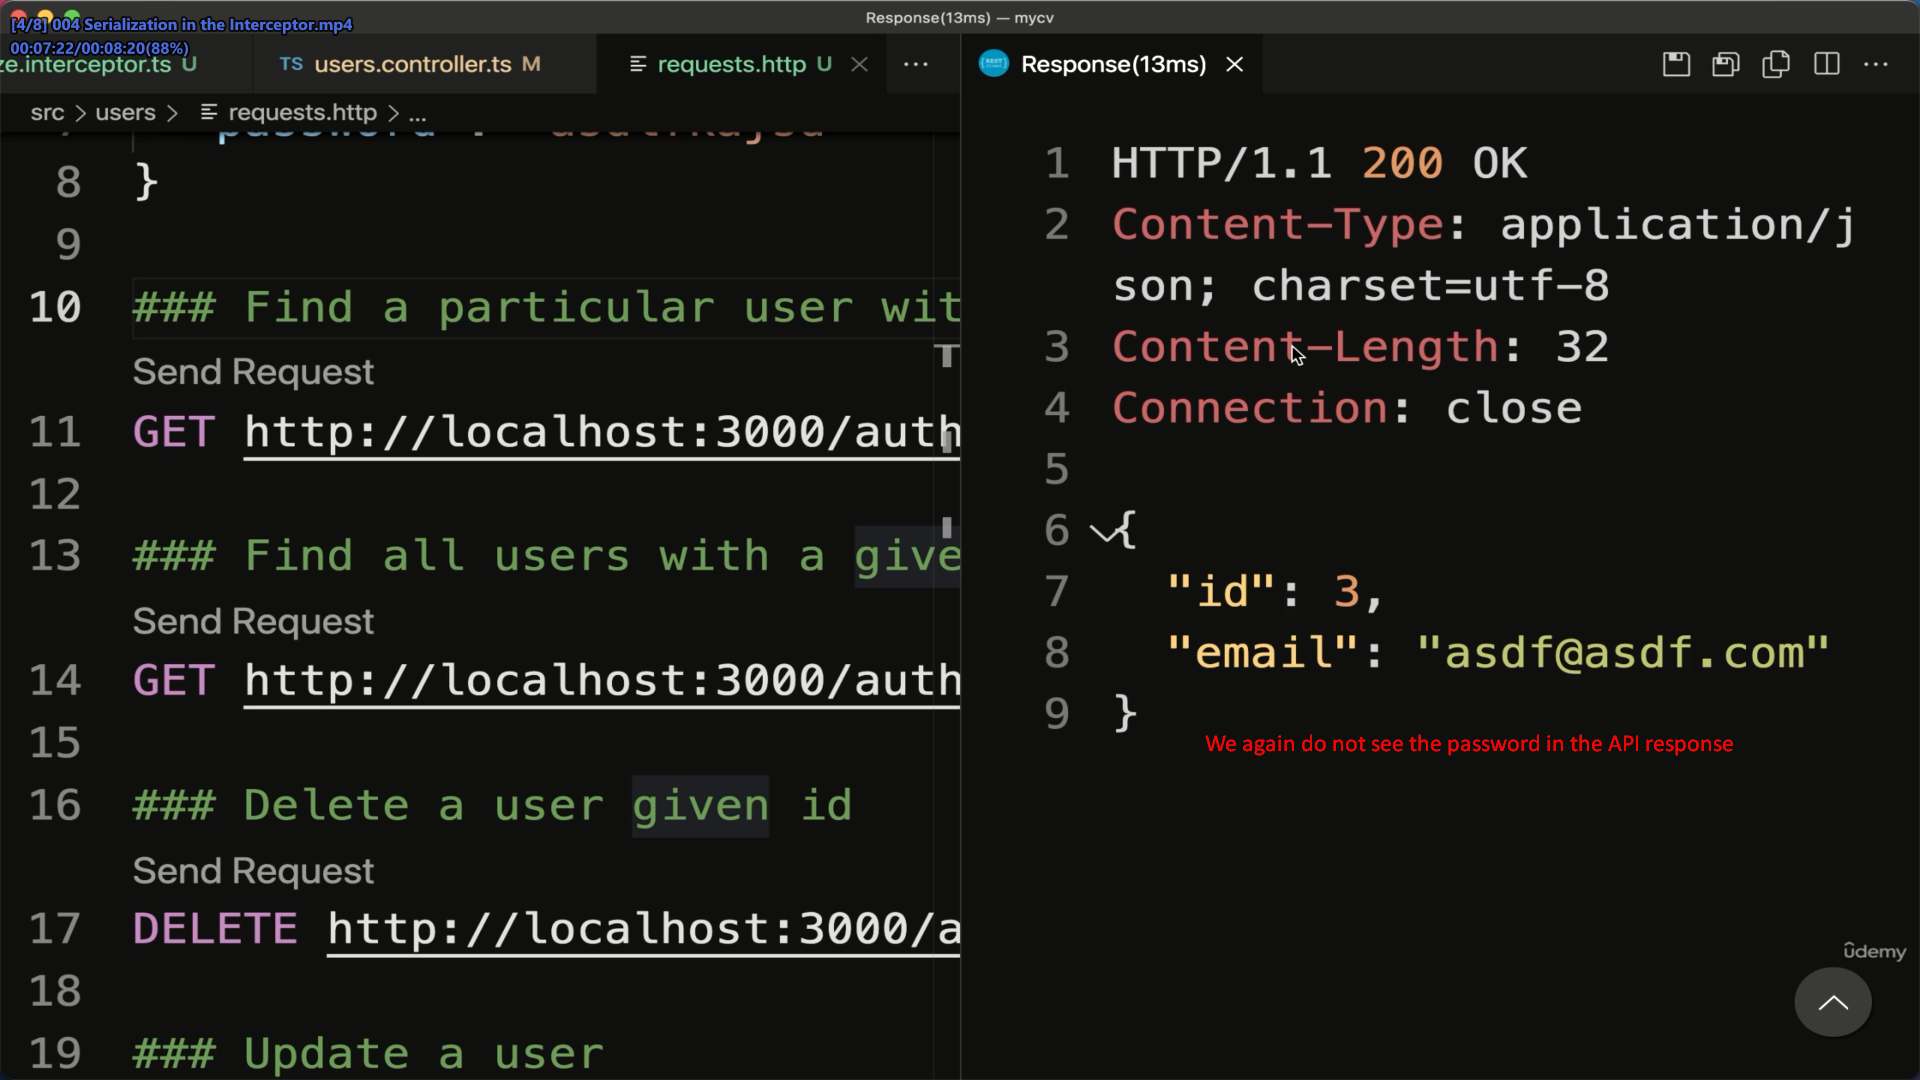 Response(13ms) — mycv
[4/8] 004 Serialization in the Interceptor.mp4
00:07:22/00:08:20(88%)
ze.interceptor.ts U
TS users.controller.ts M
requests.http U
Response(13ms)
src > users > requests.http > ...
8 }
9
10 ### Find a particular user wit
Send Request
11 GET http://localhost:3000/auth
12
13 ### Find all users with a give
Send Request
14 GET http://localhost:3000/auth
15
16 ### Delete a user given id
Send Request
17 DELETE http://localhost:3000/a
18
19 ### Update a user
1 HTTP/1.1 200 OK
2 Content-Type: application/j
son; charset=utf-8
3 Content-Length: 32
4 Connection: close
5
6 {
7 "id": 3,
8 "email": "asdf@asdf.com"
9 }
We again do not see the password in the API response
ûdemy